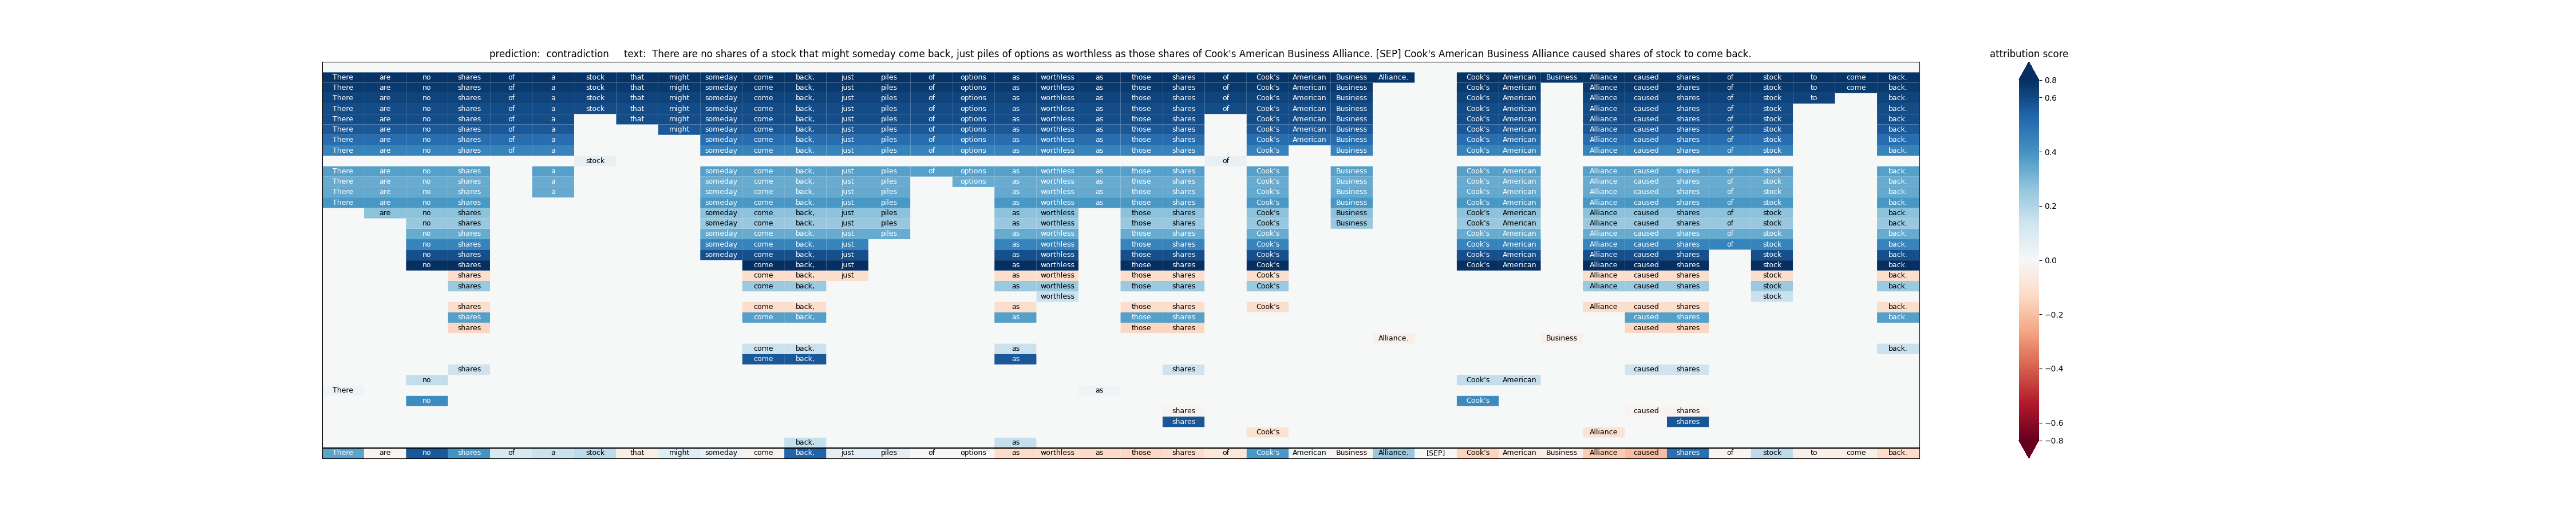 prediction: contradiction text: There are no shares of a stock that might someday come back, just piles of options as worthless as those shares of Cook's American Business Alliance. [SEP] Cook's American Business Alliance caused shares of stock to come back.
attribution score
There are no shares of a stock that might someday come back, just piles of options as worthless as those shares of Cook's American Business Alliance. Cook's American Business Alliance caused shares of stock to come back.
There are no shares of a stock that might someday come back, just piles of options as worthless as those shares of Cook's American Business Cook's American Alliance caused shares of stock to come back.
There are no shares of a stock that might someday come back, just piles of options as worthless as those shares of Cook's American Business Cook's American Alliance caused shares of stock to back.
There are no shares of a stock that might someday come back, just piles of options as worthless as those shares of Cook's American Business Cook's American Alliance caused shares of stock back.
There are no shares of a that might someday come back, just piles of options as worthless as those shares Cook's American Business Cook's American Alliance caused shares of stock back.
There are no shares of a might someday come back, just piles of options as worthless as those shares Cook's American Business Cook's American Alliance caused shares of stock back.
There are no shares of a someday come back, just piles of options as worthless as those shares Cook's American Business Cook's American Alliance caused shares of stock back.
There are no shares of a someday come back, just piles of options as worthless as those shares Cook's Business Cook's American Alliance caused shares of stock back.
stock of
There are no shares a someday come back, just piles of options as worthless as those shares Cook's Business Cook's American Alliance caused shares of stock back.
There are no shares a someday come back, just piles options as worthless as those shares Cook's Business Cook's American Alliance caused shares of stock back.
There are no shares a someday come back, just piles as worthless as those shares Cook's Business Cook's American Alliance caused shares of stock back.
There are no shares someday come back, just piles as worthless as those shares Cook's Business Cook's American Alliance caused shares of stock back.
are no shares someday come back, just piles as worthless those shares Cook's Business Cook's American Alliance caused shares of stock back.
no shares someday come back, just piles as worthless those shares Cook's Business Cook's American Alliance caused shares of stock back.
no shares someday come back, just piles as worthless those shares Cook's Cook's American Alliance caused shares of stock back.
no shares someday come back, just as worthless those shares Cook's Cook's American Alliance caused shares of stock back.
no shares someday come back, just as worthless those shares Cook's Cook's American Alliance caused shares stock back.
no shares come back, just as worthless those shares Cook's Cook's American Alliance caused shares stock back.
shares come back, just as worthless those shares Cook's Alliance caused shares stock back.
shares come back, as worthless those shares Cook's Alliance caused shares stock back.
worthless stock
shares come back, as those shares Cook's Alliance caused shares back.
shares come back, as those shares caused shares back.
shares those shares caused shares
Alliance. Business
come back, as back.
come back, as
shares shares caused shares
no Cook's American
There as
no Cook's
shares caused shares
shares shares
Cook's Alliance
back, as
There are no shares of a stock that might someday come back, just piles of options as worthless as those shares of Cook's American Business Alliance. [SEP] Cook's American Business Alliance caused shares of stock to come back.
0.8
0.6
0.4
0.2
0.0
−0.2
−0.4
−0.6
−0.8